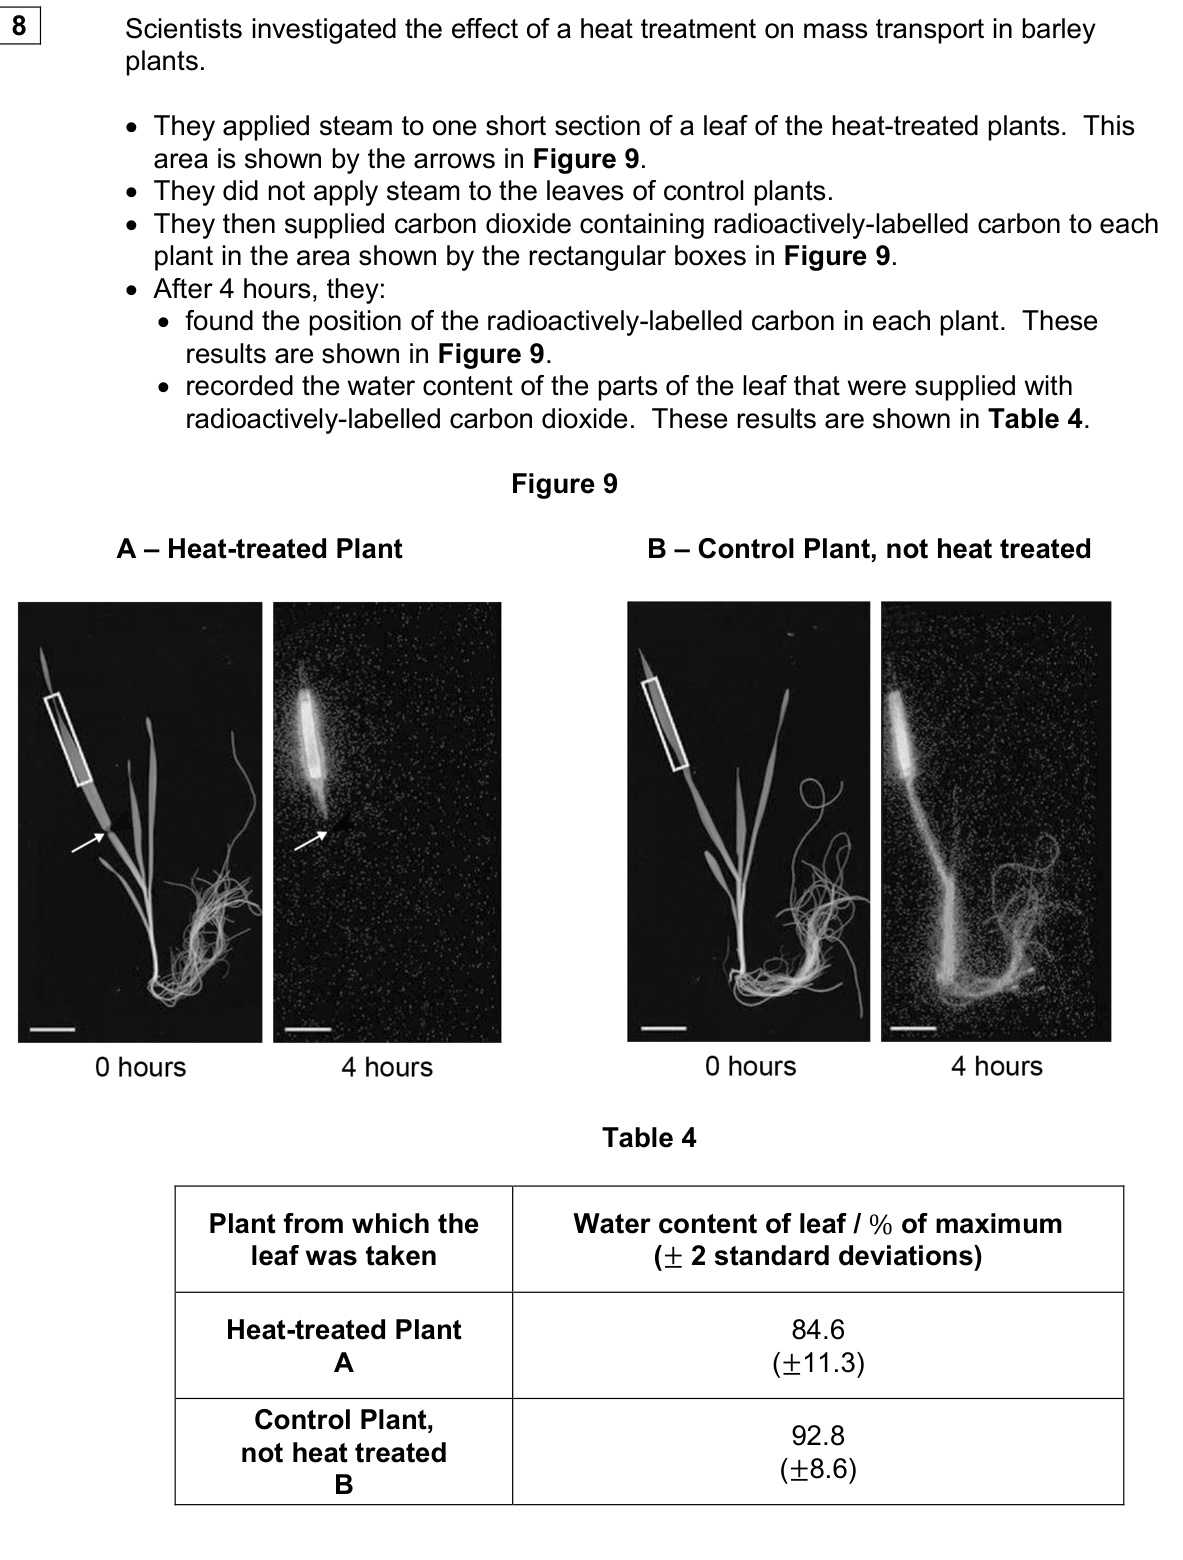 8
Scientists investigated the effect of a heat treatment on mass transport in barley
plants.
• They applied steam to one short section of a leaf of the heat-treated plants. This
area is shown by the arrows in Figure 9.
• They did not apply steam to the leaves of control plants.
• They then supplied carbon dioxide containing radioactively-labelled carbon to each
plant in the area shown by the rectangular boxes in Figure 9.
• After 4 hours, they:
• found the position of the radioactively-labelled carbon in each plant. These
results are shown in Figure 9.
• recorded the water content of the parts of the leaf that were supplied with
radioactively-labelled carbon dioxide. These results are shown in Table 4.
Figure 9
A – Heat-treated Plant
B – Control Plant, not heat treated
0 hours
4 hours
0 hours
4 hours
Table 4
Plant from which the
leaf was taken
Water content of leaf / % of maximum
(± 2 standard deviations)
Heat-treated Plant
A
84.6
(±11.3)
Control Plant,
not heat treated
B
92.8
(±8.6)